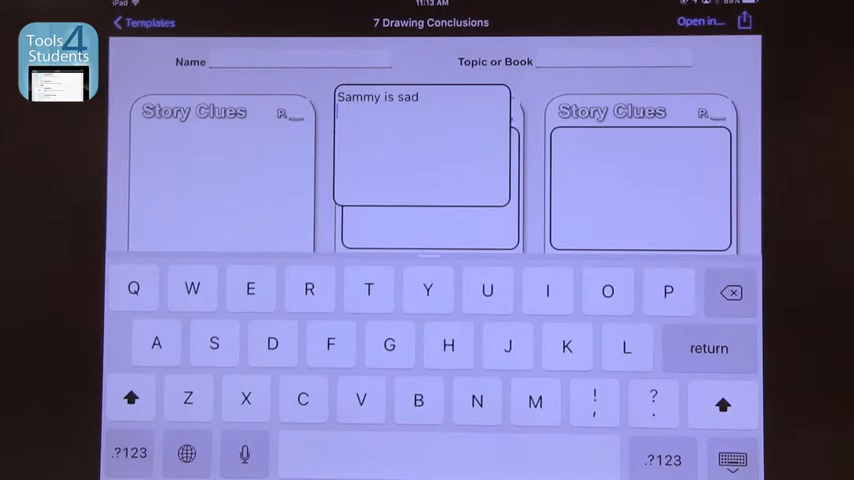 iPad
11:13 AM
89%
Templates
7 Drawing Conclusions
Open in...
Tools 4
Students
Name
Topic or Book
Story Clues P.
Sammy is sad
Story Clues P.
Q W E R T Y U I O P
A S D F G H J K L return
Z X C V B N M ! , ? .
.?123 .?123